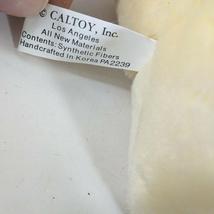 © CALTOY, Inc.
Los Angeles
All New Materials
Contents: Synthetic Fibers
Handcrafted in Korea PA2239